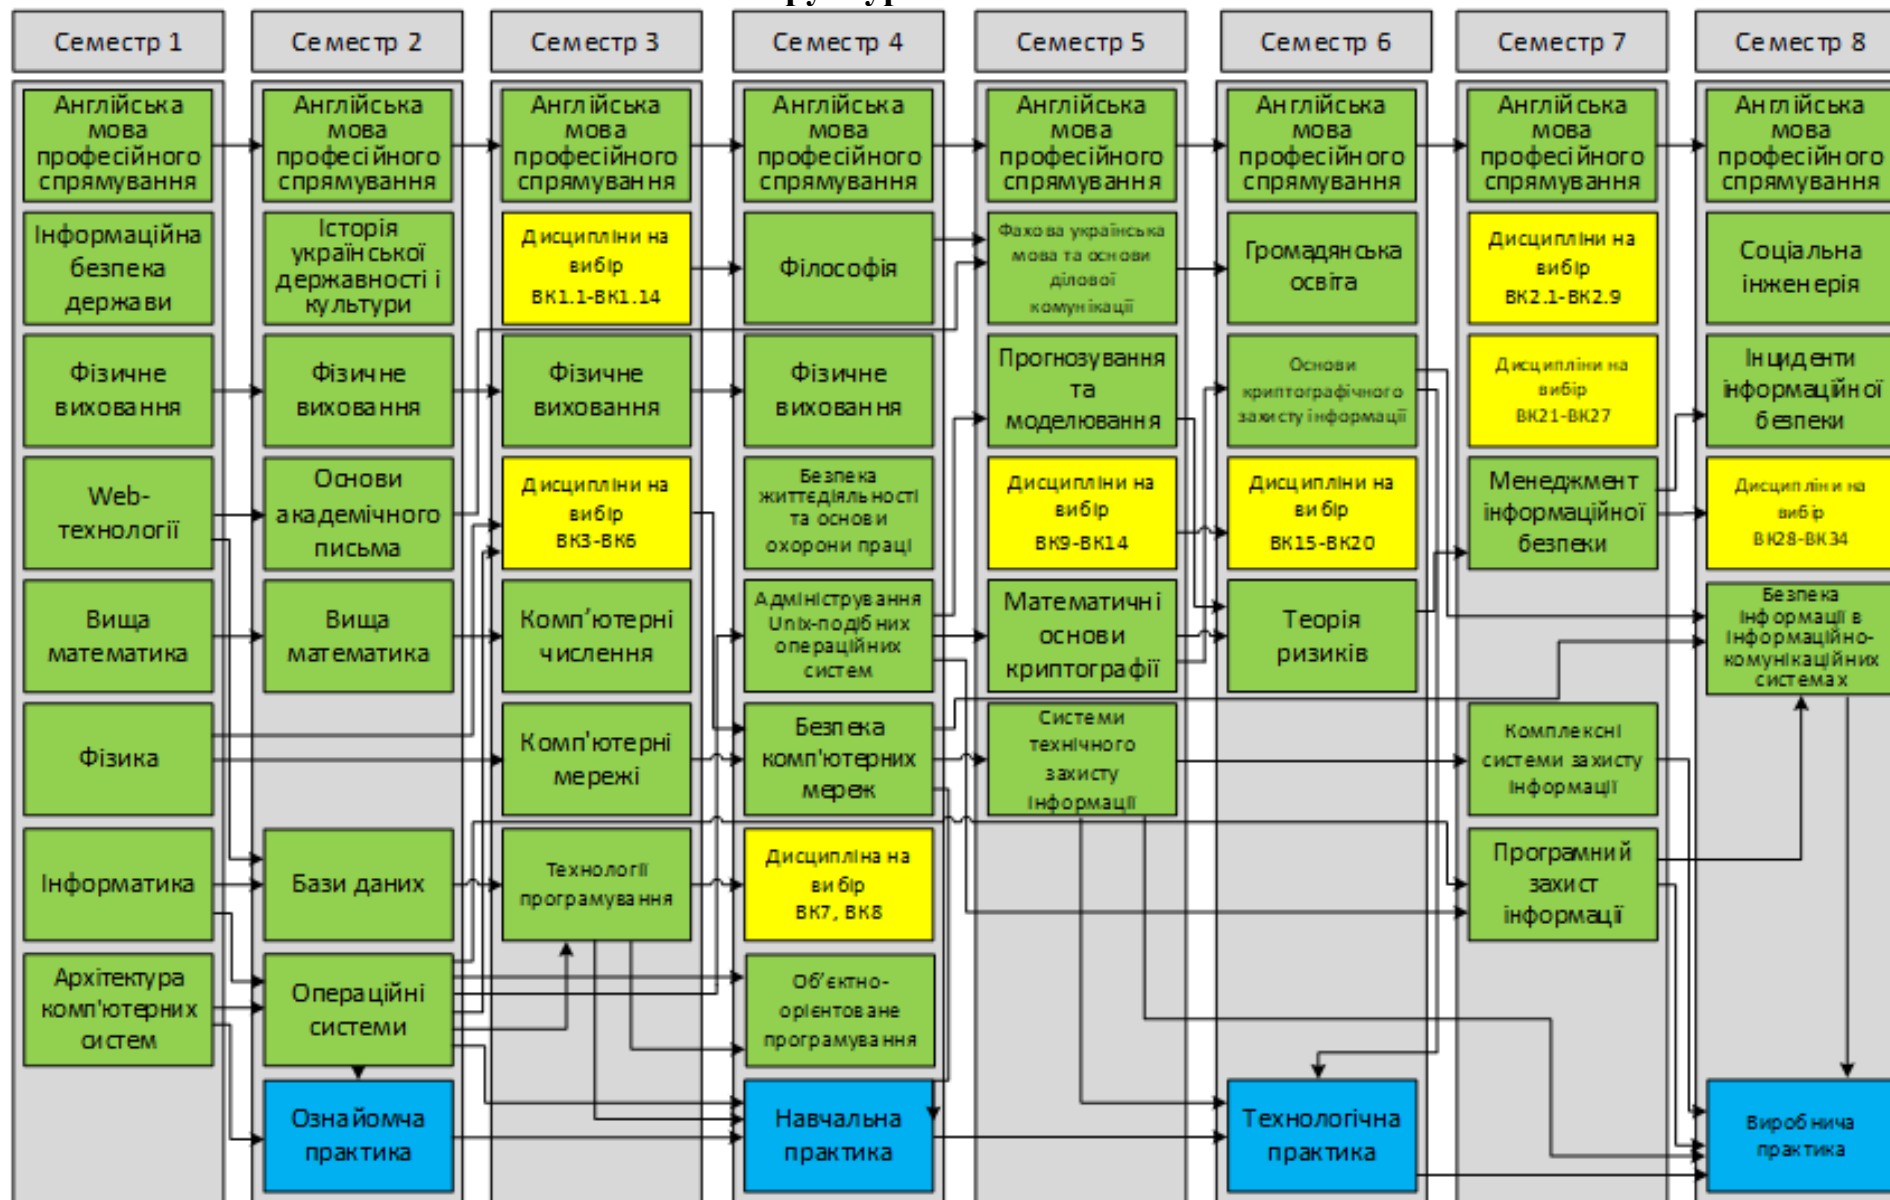 Семестр 1
Семестр 2
Семестр 3
Семестр 4
Семестр 5
Семестр 6
Семестр 7
Семестр 8
Англійська
мова
професійного
спрямування
Інформаційна
безпека
держави
Фізичне
виховання
Web-
технології
Вища
математика
Фізика
Інформатика
Архітектура
комп'ютерних
систем
Англійська
мова
професійного
спрямування
Історія
української
державності і
культури
Фізичне
виховання
Основи
академічного
письма
Вища
математика
Бази даних
Операційні
системи
Ознайомча
практика
Англійська
мова
професійного
спрямування
Дисципліни на
вибір
ВК1.1-ВК1.14
Фізичне
виховання
Дисципліни на
вибір
ВК3-ВК6
Комп’ютерні
числення
Комп'ютерні
мережі
Технології
програмування
Англійська
мова
професійного
спрямування
Філософія
Фізичне
виховання
Безпека
життєдіяльності
та основи
охорони праці
Адміністрування
Unix-подібних
операційних
систем
Безпека
комп'ютерних
мереж
Дисципліна на
вибір
ВК7, ВК8
Об’єктно-
орієнтоване
програмування
Навчальна
практика
Англійська
мова
професійного
спрямування
Фахова українська
мова та основи
ділової
комунікації
Прогнозування
та
моделювання
Дисципліни на
вибір
ВК9-ВК14
Математичні
основи
криптографії
Системи
технічного
захисту
інформації
Англійська
мова
професійного
спрямування
Громадянська
освіта
Основи
криптографічного
захисту інформації
Дисципліни на
вибір
ВК15-ВК20
Теорія
ризиків
Технологічна
практика
Англійська
мова
професійного
спрямування
Дисципліни на
вибір
ВК2.1-ВК2.9
Дисципліни на
вибір
ВК21-ВК27
Менеджмент
інформаційної
безпеки
Комплексні
системи захисту
інформації
Програмний
захист
інформації
Англійська
мова
професійного
спрямування
Соціальна
інженерія
Інциденти
інформаційної
безпеки
Дисципліни на
вибір
ВК28-ВК34
Безпека
інформації в
інформаційно-
комунікаційних
системах
Виробнича
практика